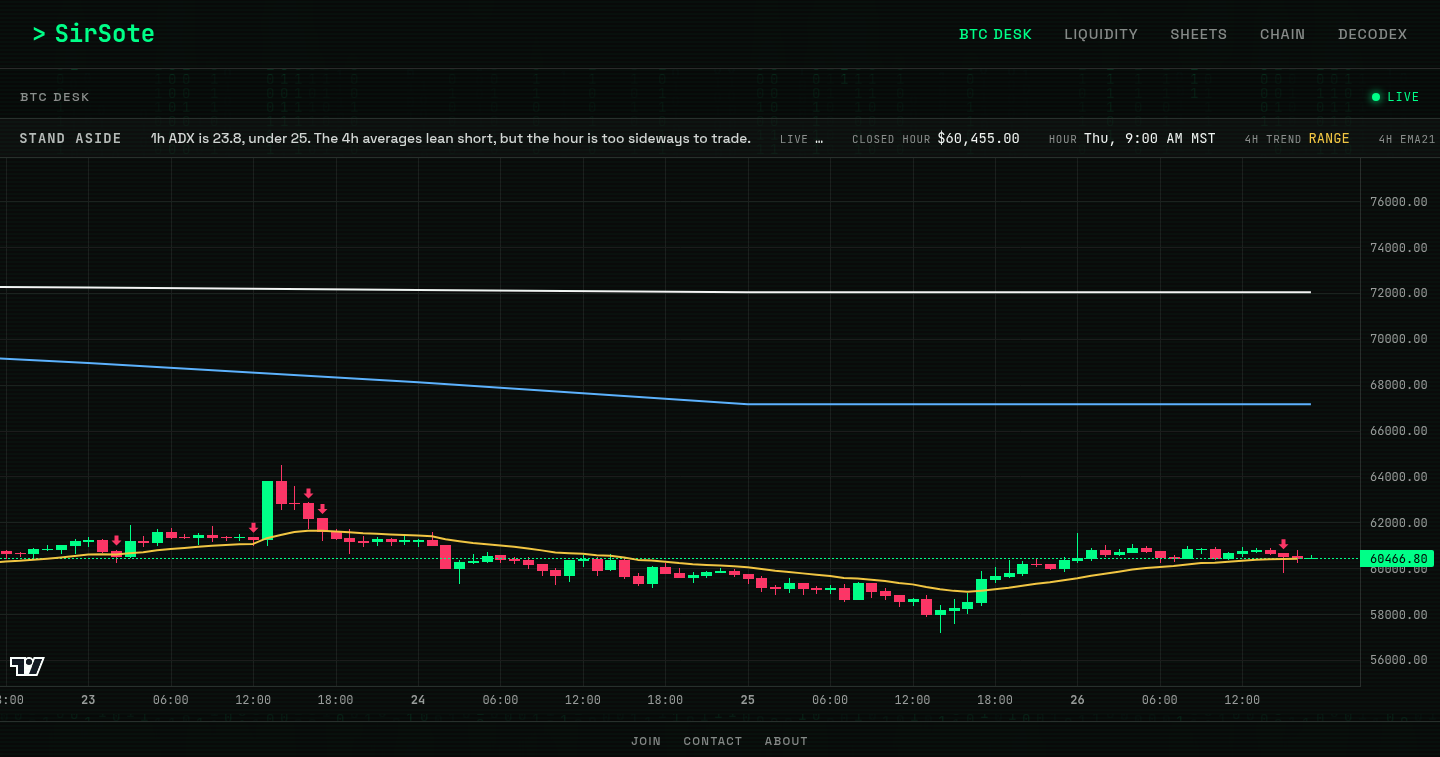 > SirSote
BTC DESK LIQUIDITY SHEETS CHAIN DECODEX
BTC DESK
LIVE
STAND ASIDE 1h ADX is 23.8, under 25. The 4h averages lean short, but the hour is too sideways to trade. LIVE … CLOSED HOUR $60,455.00 HOUR Thu, 9:00 AM MST 4H TREND RANGE 4H EMA21
76000.00
74000.00
72000.00
70000.00
68000.00
66000.00
64000.00
62000.00
60466.80
60000.00
58000.00
56000.00
:00 23 06:00 12:00 18:00 24 06:00 12:00 18:00 25 06:00 12:00 18:00 26 06:00 12:00
JOIN CONTACT ABOUT